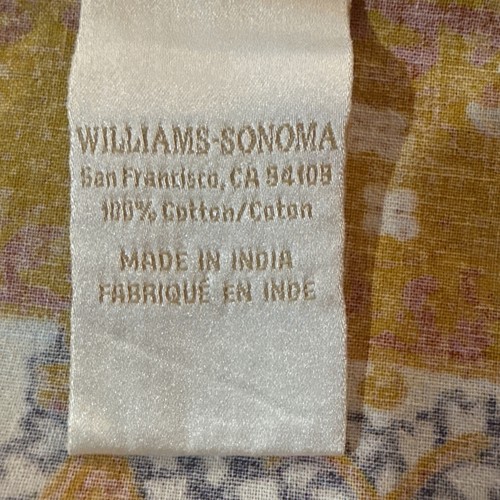 WILLIAMS-SONOMA
San Francisco, CA 94109
100% Cotton/Coton
MADE IN INDIA
FABRIQUÉ EN INDE